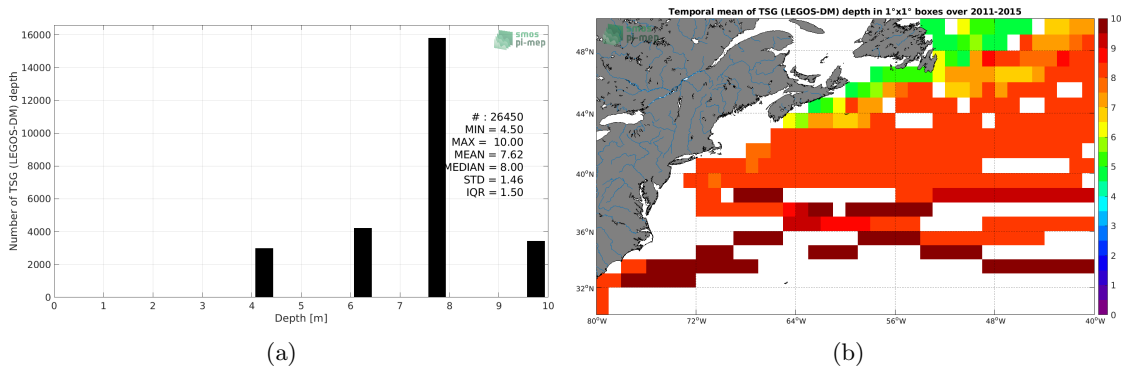 smos
pi-mep
16000
14000
12000
10000
8000
6000
4000
2000
0
Number of TSG (LEGOS-DM) depth
# : 26450
MIN = 4.50
MAX = 10.00
MEAN = 7.62
MEDIAN = 8.00
STD = 1.46
IQR = 1.50
0 1 2 3 4 5 6 7 8 9 10
Depth [m]
(a)
Temporal mean of TSG (LEGOS-DM) depth in 1°x1° boxes over 2011-2015
smos
pi-mep
48°N
44°N
40°N
36°N
32°N
80°W 72°W 64°W 56°W 48°W 40°W
10
9
8
7
6
5
4
3
2
1
0
(b)